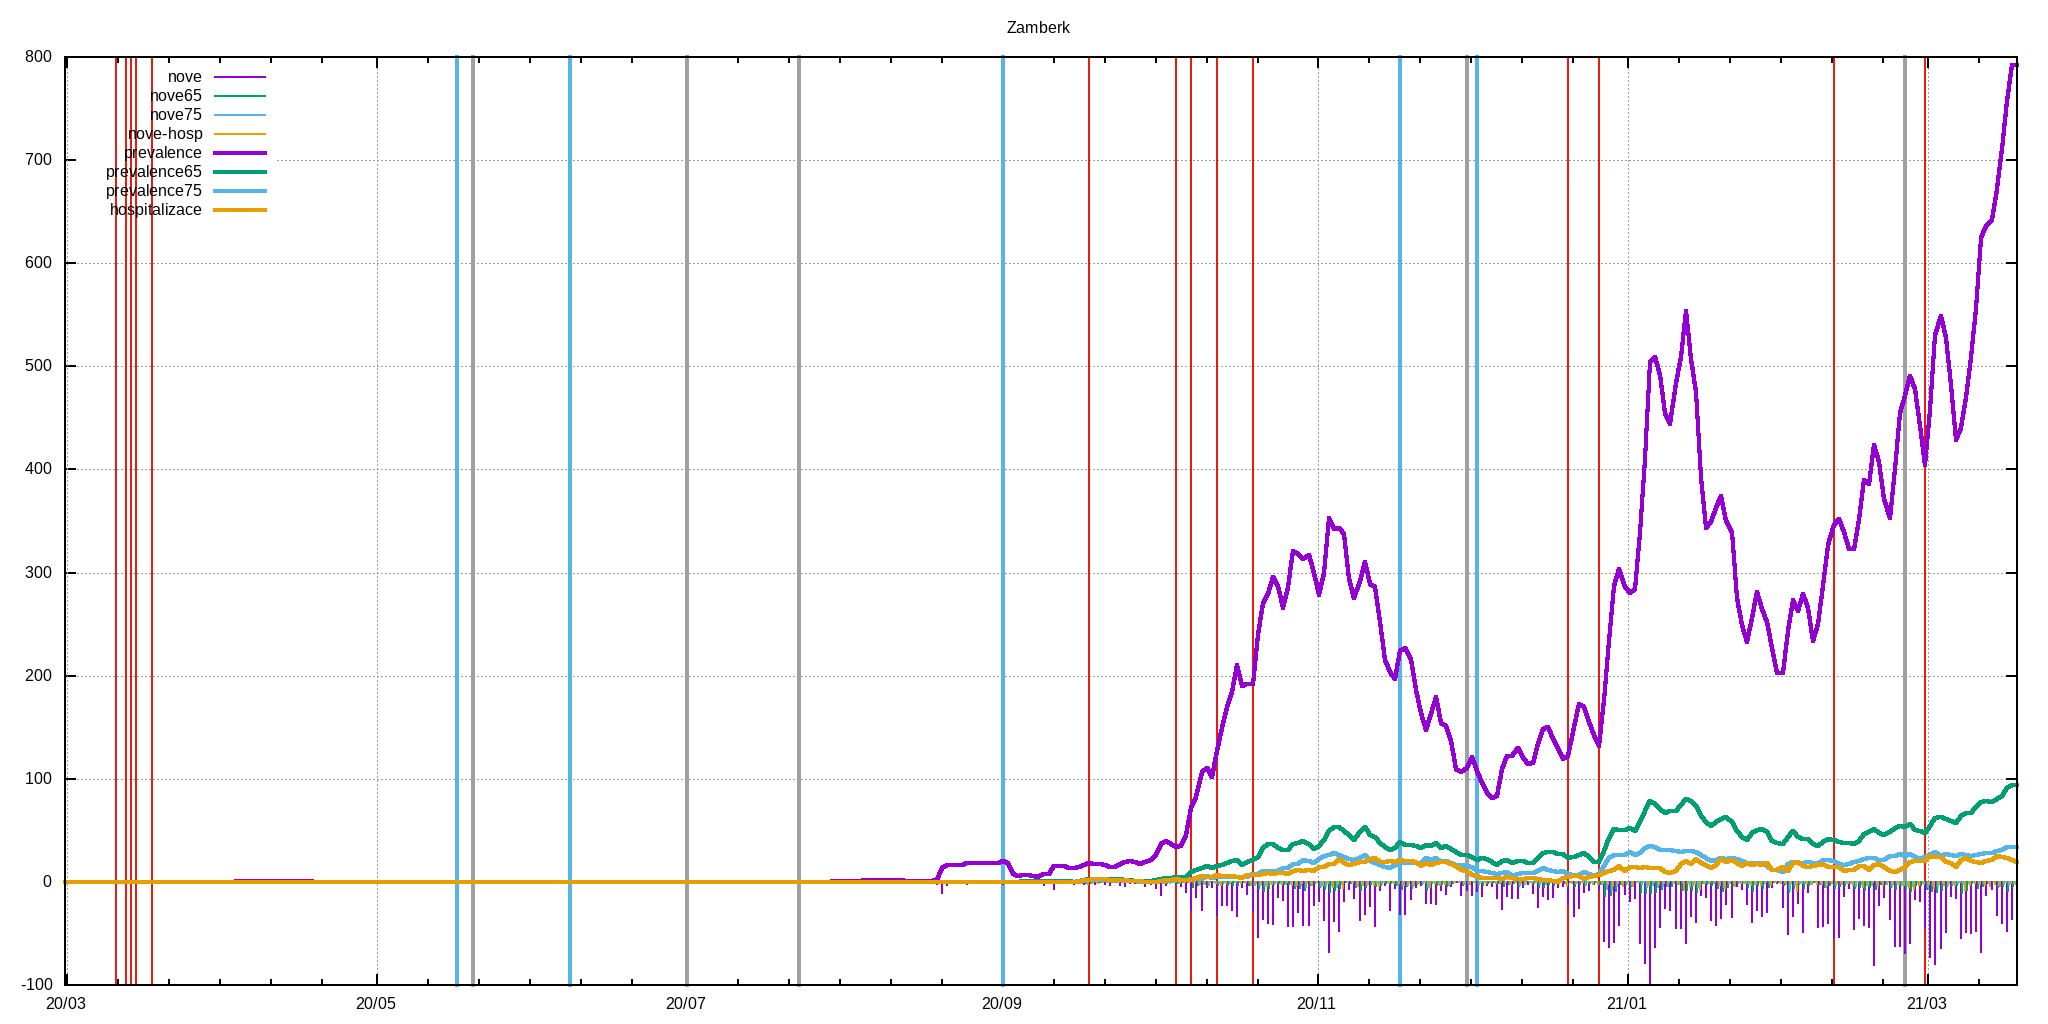 Zamberk
800
700
600
500
400
300
200
100
0
-100
nove
nove65
nove75
nove-hosp
prevalence
prevalence65
prevalence75
hospitalizace
20/03 20/05 20/07 20/09 20/11 21/01 21/03